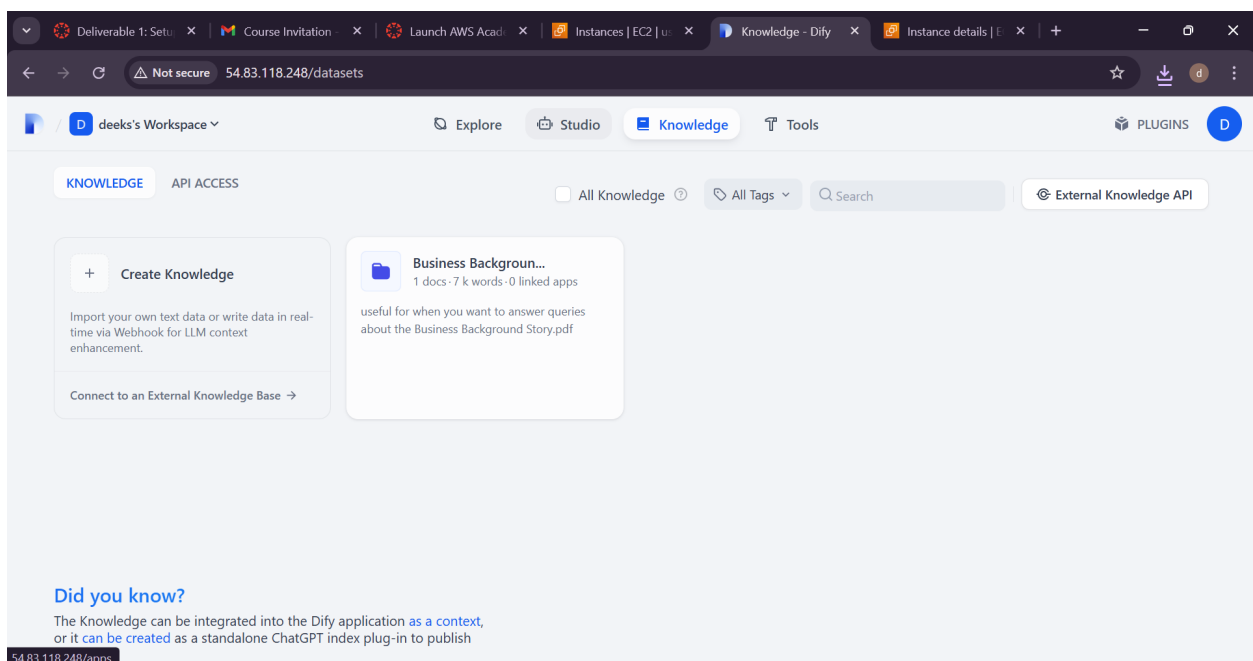 Deliverable 1: Setu
Course Invitation -
Launch AWS Acad
Instances | EC2 | us
Knowledge - Dify
Instance details | E
Not secure 54.83.118.248/datasets
d
D deeks's Workspace
Explore
Studio
Knowledge
Tools
PLUGINS
D
KNOWLEDGE
API ACCESS
All Knowledge
All Tags
Search
External Knowledge API
Create Knowledge
Import your own text data or write data in real-
time via Webhook for LLM context
enhancement.
Connect to an External Knowledge Base →
Business Backgroun...
1 docs · 7 k words · 0 linked apps
useful for when you want to answer queries
about the Business Background Story.pdf
Did you know?
The Knowledge can be integrated into the Dify application as a context,
or it can be created as a standalone ChatGPT index plug-in to publish
54.83.118.248/apps